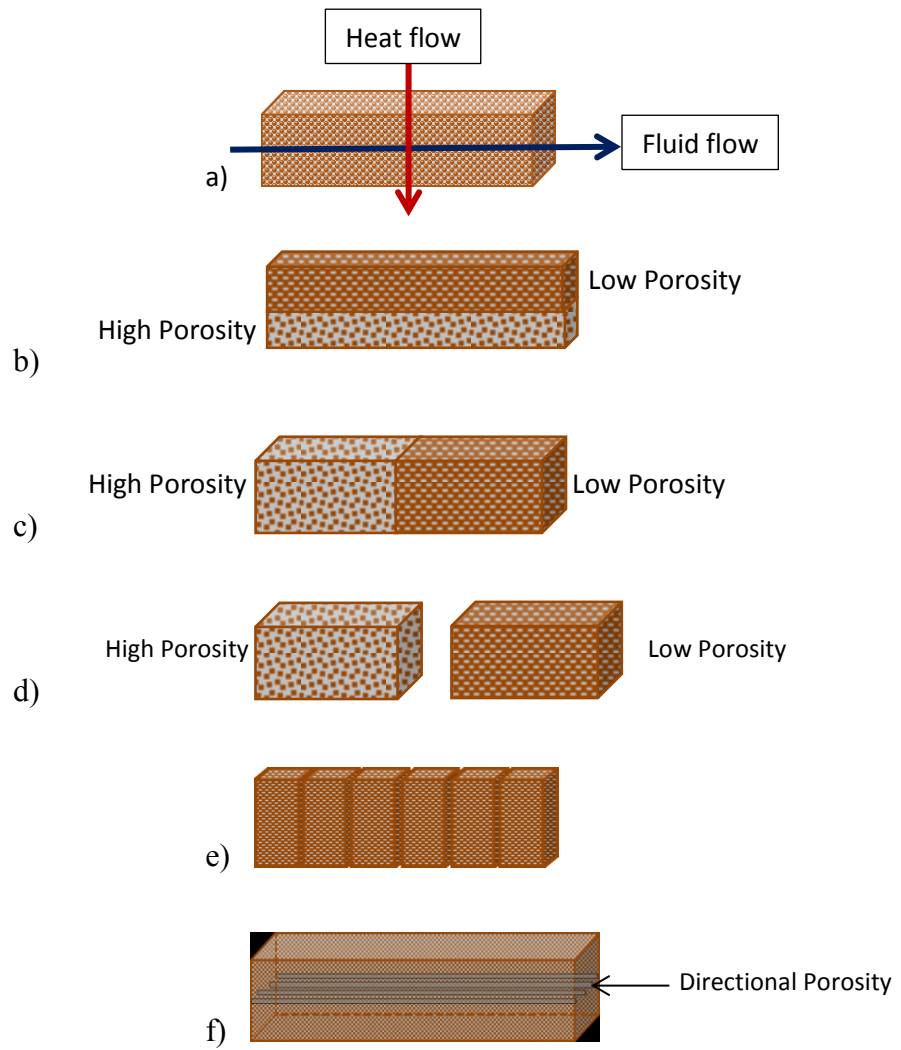 Heat flow
Fluid flow
a)
Low Porosity
High Porosity
b)
High Porosity
Low Porosity
c)
High Porosity
Low Porosity
d)
e)
Directional Porosity
f)